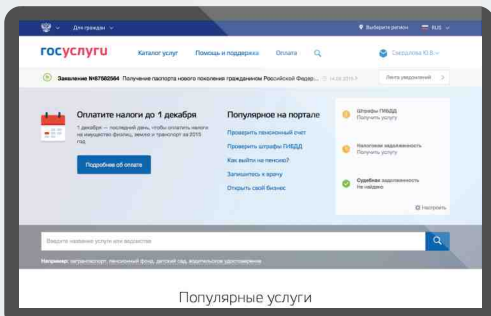 Для граждан
Выберите регион
RUS
госуслуги
Каталог услуг
Помощь и поддержка
Оплата
Свердлова Ю.В
Заявление №87682564 Получение паспорта нового поколения гражданином Российской Федер...
Лента уведомлений
Оплатите налоги до 1 декабря
1 декабря — последний день, чтобы оплатить налоги
на имущество физлиц, землю и транспорт за 2015
год
Подробнее об оплате
Популярное на портале
Проверить пенсионный счет
Проверить штрафы ГИБДД
Как выйти на пенсию?
Запишитесь к врачу
Открыть свой бизнес
Штрафы ГИБДД
Получить услугу
Налоговая задолженность
Получить услугу
Судебная задолженность
Не найдено
Настроить
Введите название услуги или ведомство
Например: загранпаспорт, пенсионный фонд, детский сад, водительское удостоверение
Популярные услуги